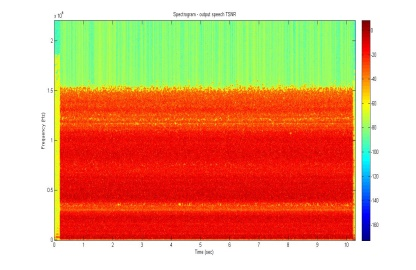 Spectrogram - output speech TSNR
x 10^4
2
1.5
1
0.5
0
0 1 2 3 4 5 6 7 8 9 10
Time (sec)
Frequency (Hz)
0
-20
-40
-60
-80
-100
-120
-140
-160